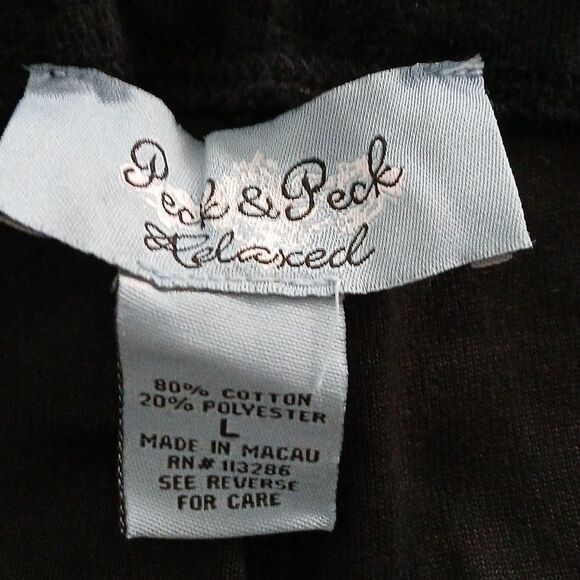 Peck & Peck
Relaxed
80% COTTON
20% POLYESTER
L
MADE IN MACAU
RN# 113286
SEE REVERSE
FOR CARE